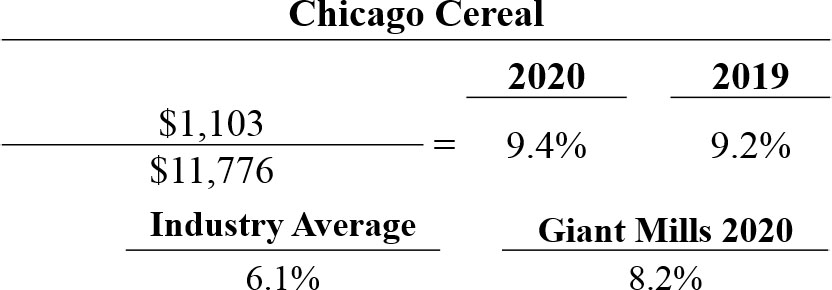 Chicago Cereal
2020 2019
$1,103
$11,776
= 9.4% 9.2%
Industry Average Giant Mills 2020
6.1% 8.2%